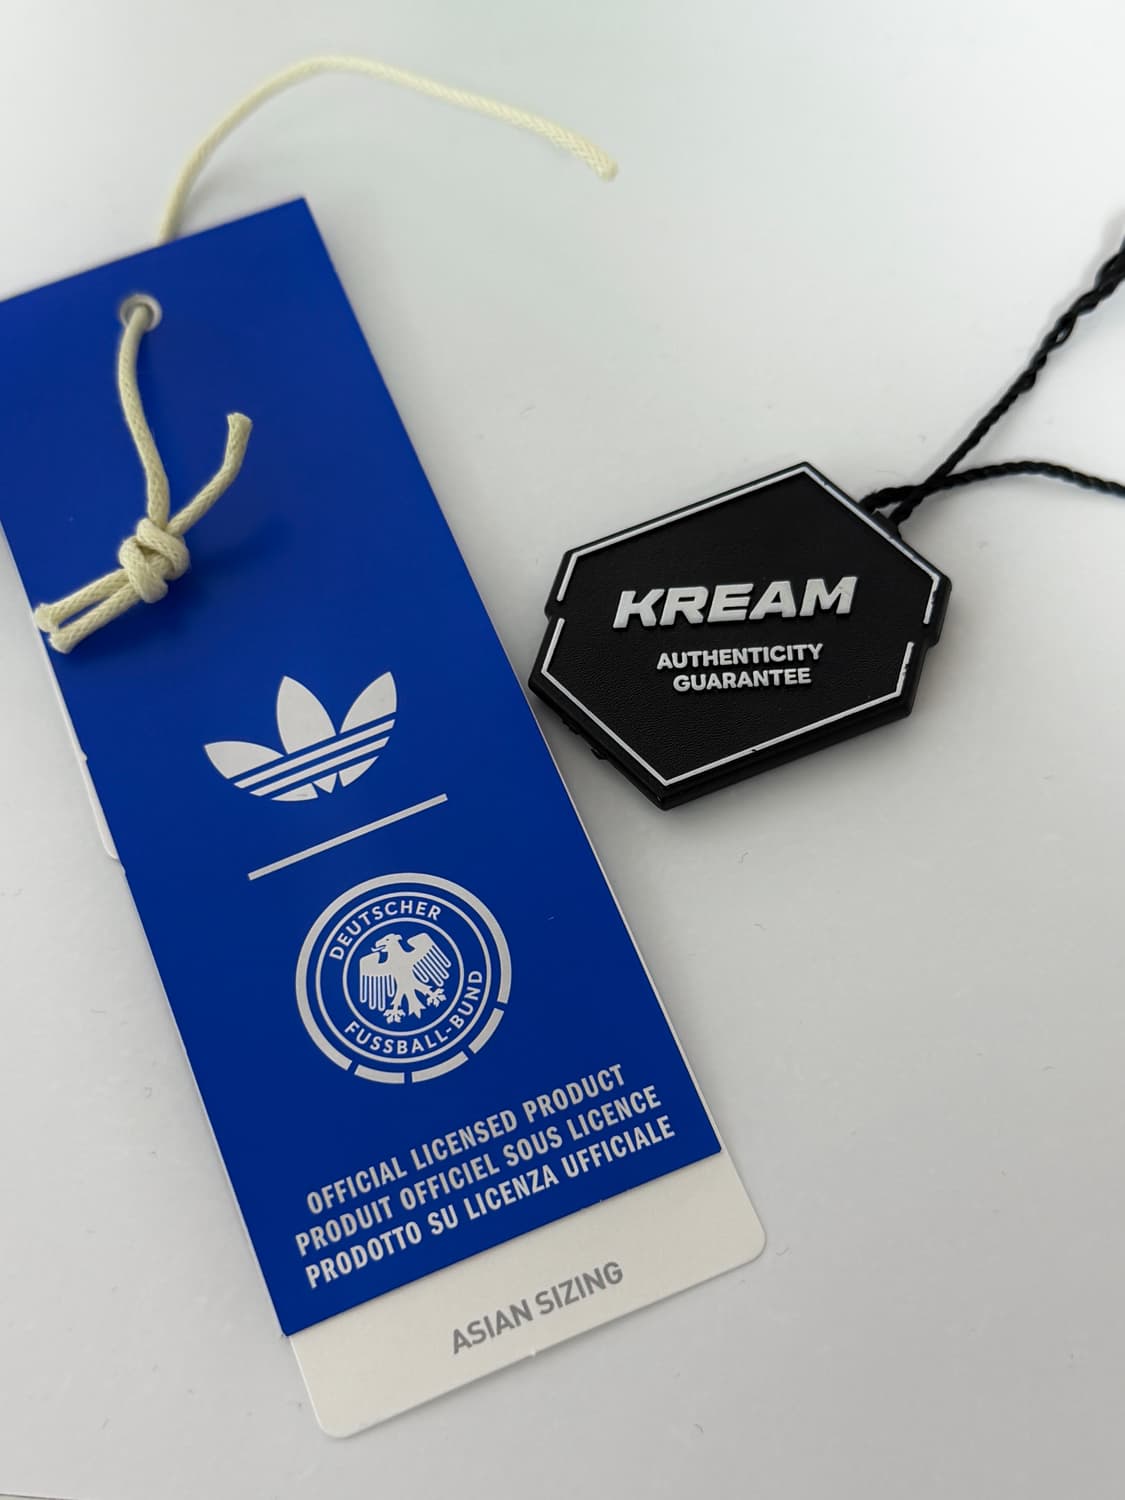 DEUTSCHER
FUSSBALL-BUND
OFFICIAL LICENSED PRODUCT
PRODUIT OFFICIEL SOUS LICENCE
PRODOTTO SU LICENZA UFFICIALE
ASIAN SIZING
KREAM
AUTHENTICITY
GUARANTEE